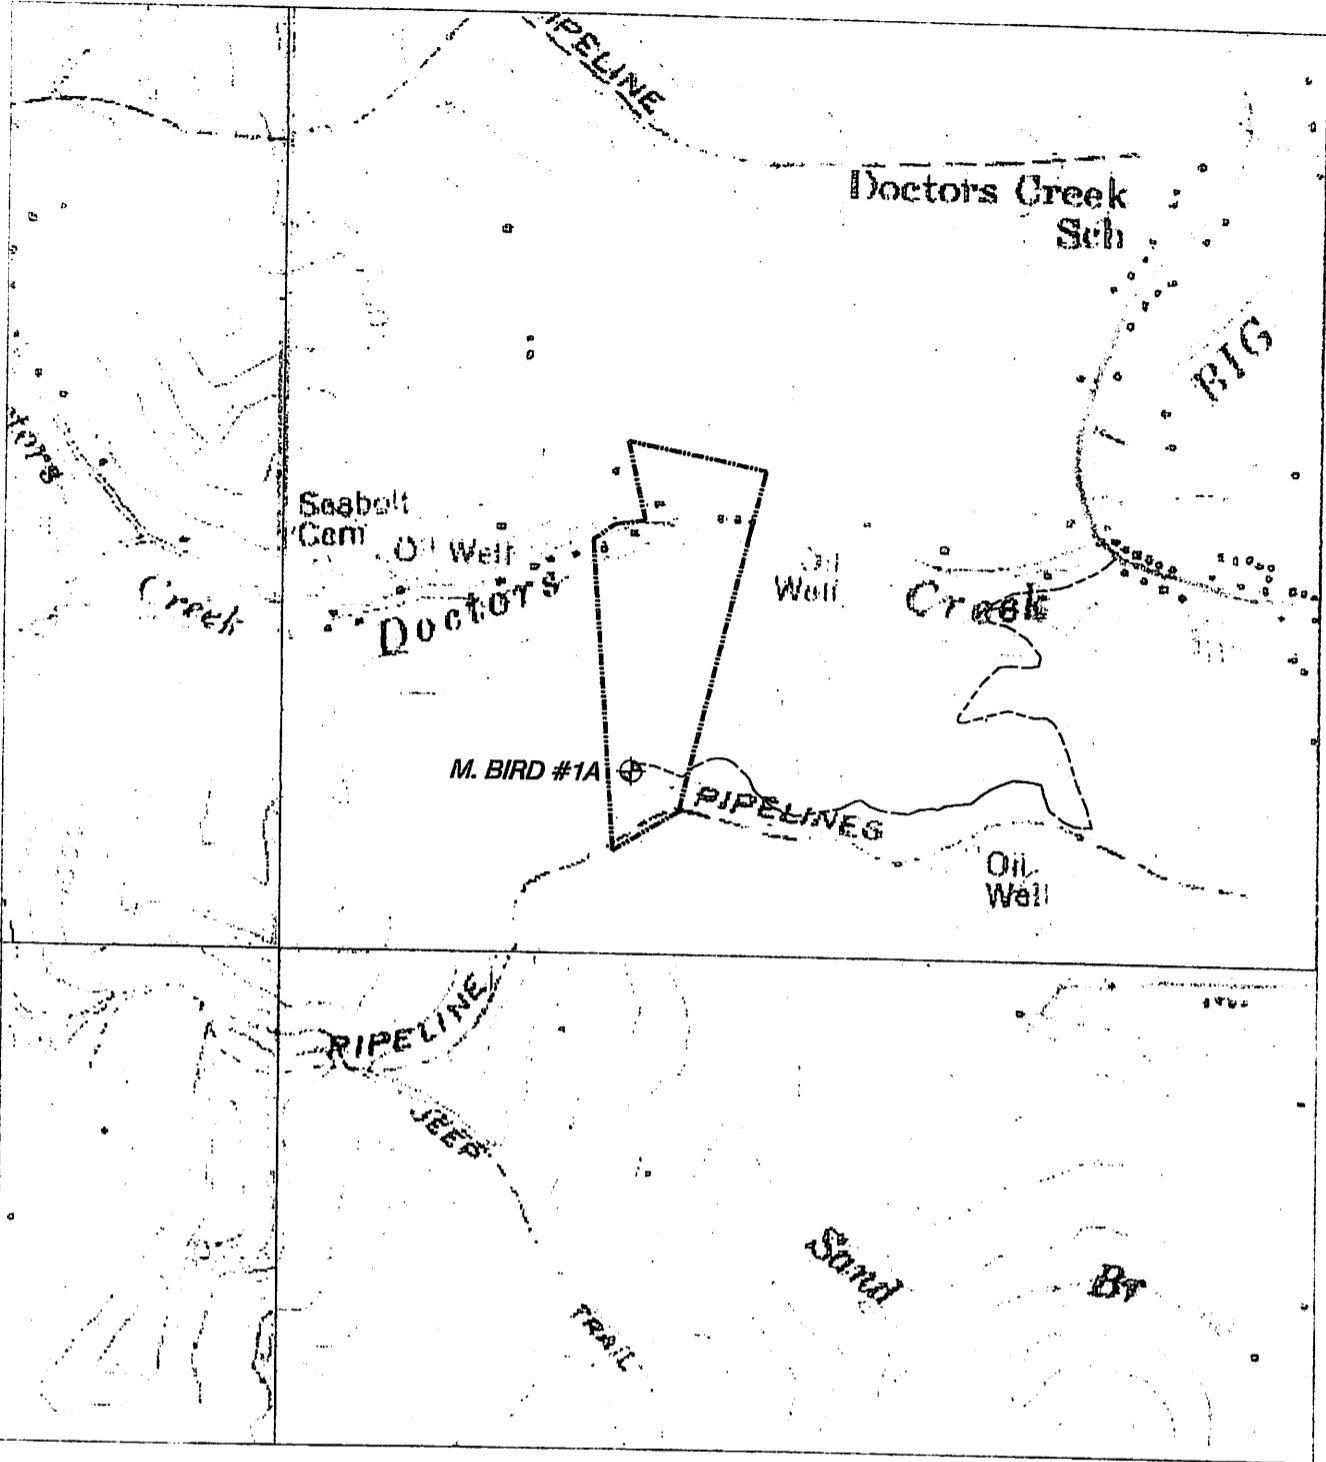 PIPELINE
Doctors Creek
Sch
BIG
tors
Seabolt
Cem
Oil Well
Oil
Well
Creek
Doctors
Creek
M. BIRD #1A
PIPELINES
Oil
Well
PIPELINE
JEEP
TRAIL
Sand
Br